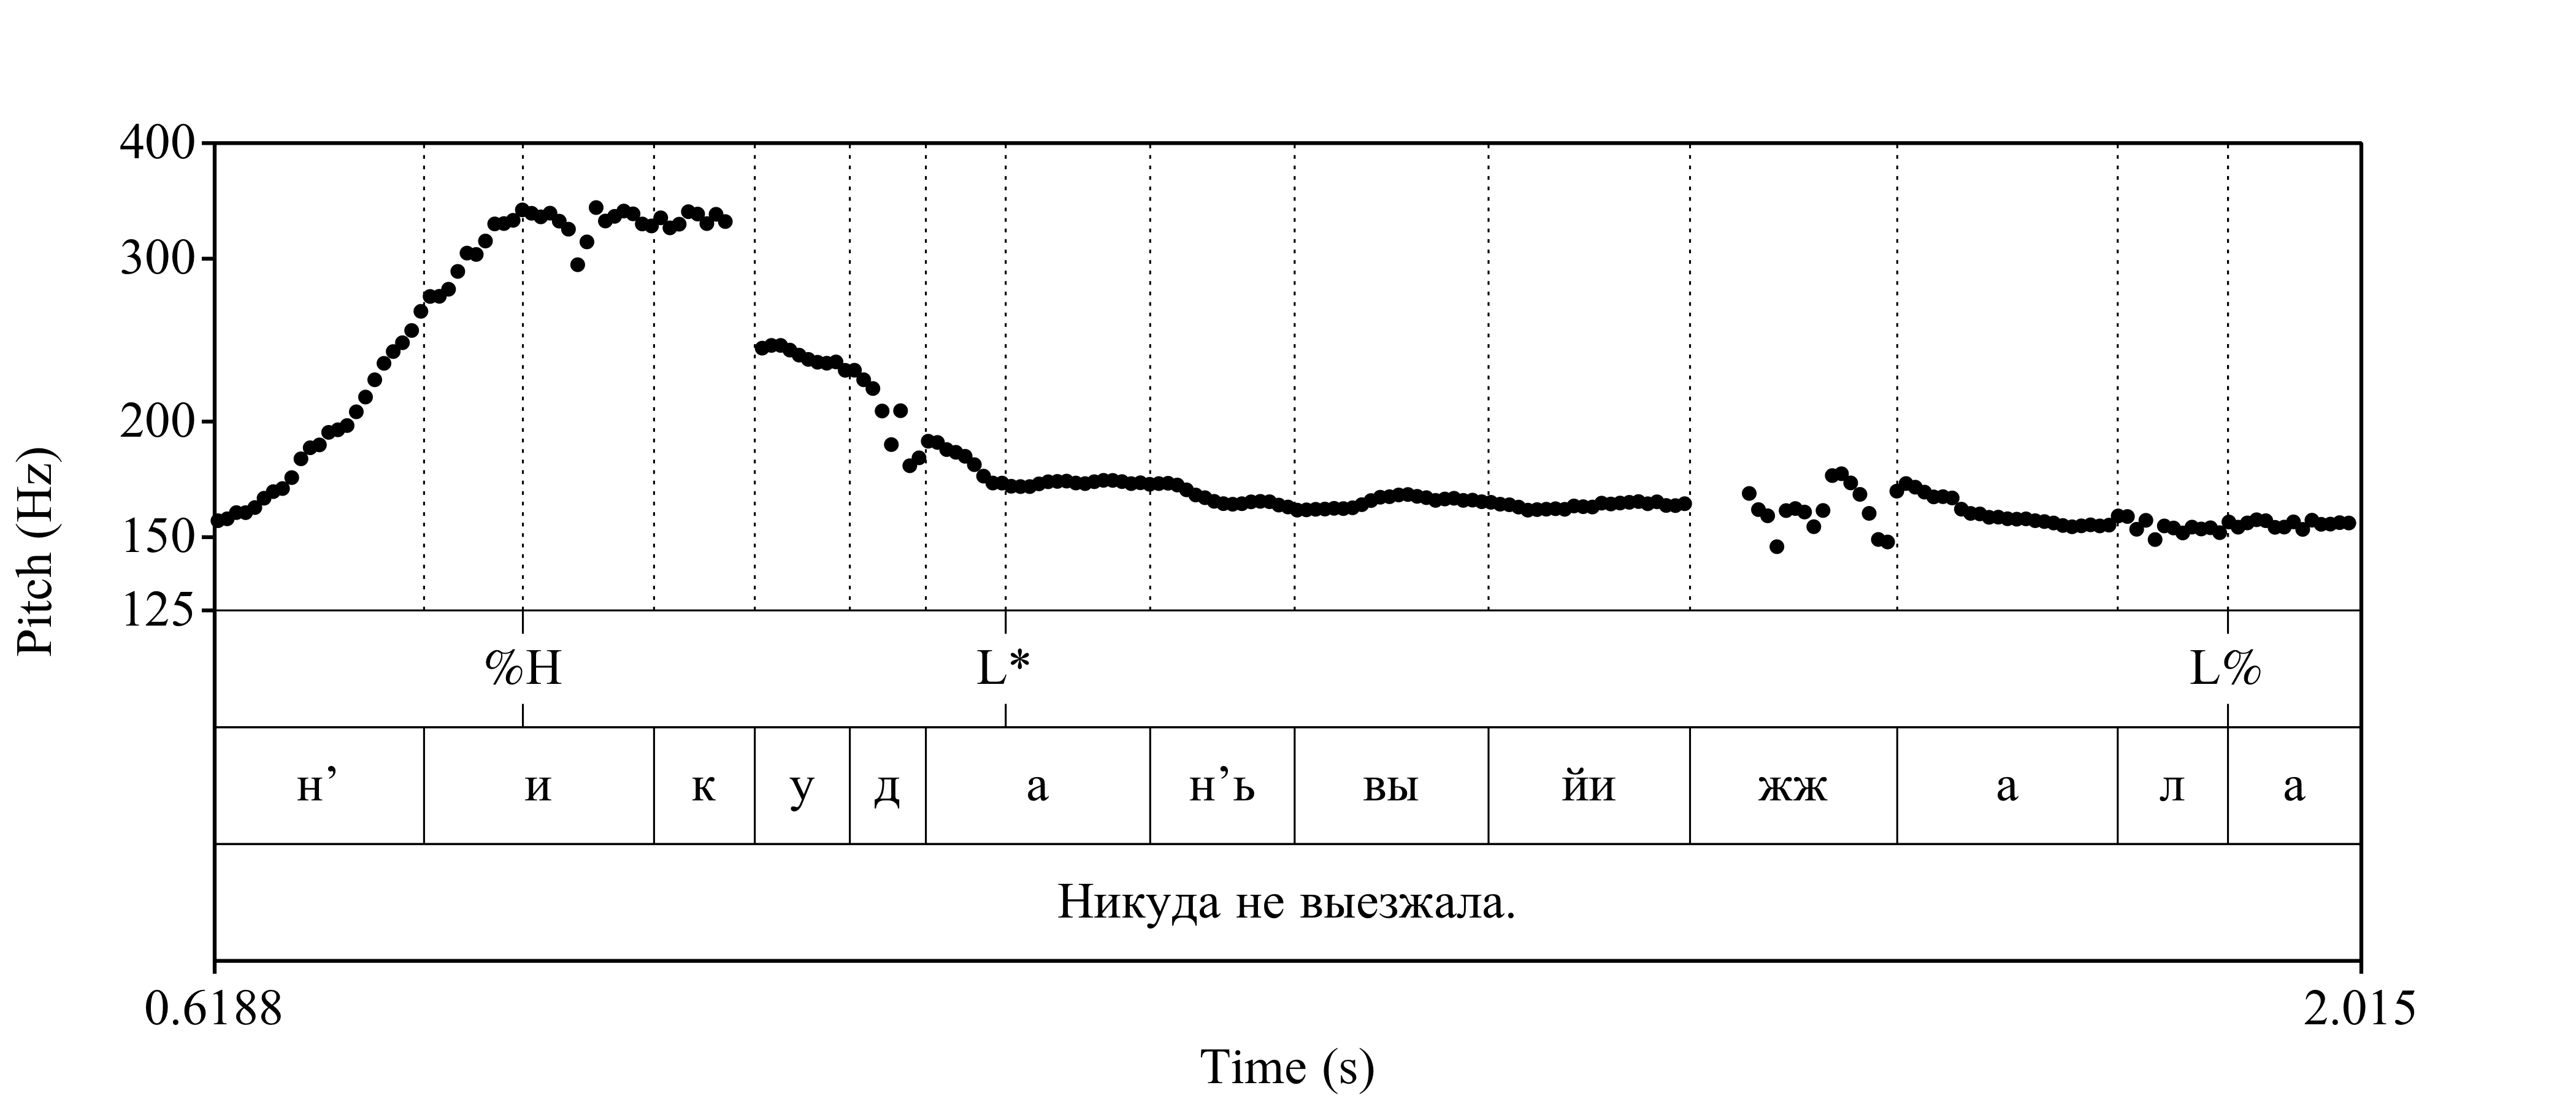 400
300
200
150
125
Pitch (Hz)
%H L* L%
н’ и к у д а н’ь вы йи жж а л а
Никуда не выезжала.
0.6188 2.015
Time (s)